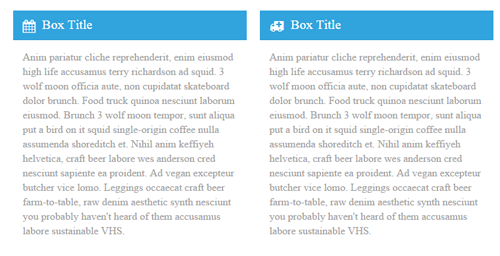 Box Title
Anim pariatur cliche reprehenderit, enim eiusmod
high life accusamus terry richardson ad squid. 3
wolf moon officia aute, non cupidatat skateboard
dolor brunch. Food truck quinoa nesciunt laborum
eiusmod. Brunch 3 wolf moon tempor, sunt aliqua
put a bird on it squid single-origin coffee nulla
assumenda shoreditch et. Nihil anim keffiyeh
helvetica, craft beer labore wes anderson cred
nesciunt sapiente ea proident. Ad vegan excepteur
butcher vice lomo. Leggings occaecat craft beer
farm-to-table, raw denim aesthetic synth nesciunt
you probably haven't heard of them accusamus
labore sustainable VHS.
Box Title
Anim pariatur cliche reprehenderit, enim eiusmod
high life accusamus terry richardson ad squid. 3
wolf moon officia aute, non cupidatat skateboard
dolor brunch. Food truck quinoa nesciunt laborum
eiusmod. Brunch 3 wolf moon tempor, sunt aliqua
put a bird on it squid single-origin coffee nulla
assumenda shoreditch et. Nihil anim keffiyeh
helvetica, craft beer labore wes anderson cred
nesciunt sapiente ea proident. Ad vegan excepteur
butcher vice lomo. Leggings occaecat craft beer
farm-to-table, raw denim aesthetic synth nesciunt
you probably haven't heard of them accusamus
labore sustainable VHS.